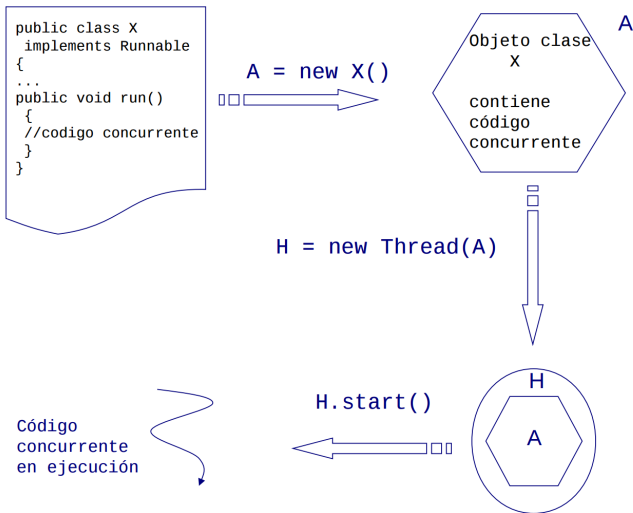 public class X
implements Runnable
{
...
public void run()
{
//codigo concurrente
}
}
A = new X()
A
Objeto clase
X
contiene
código
concurrente
H = new Thread(A)
H
A
H.start()
Código
concurrente
en ejecución